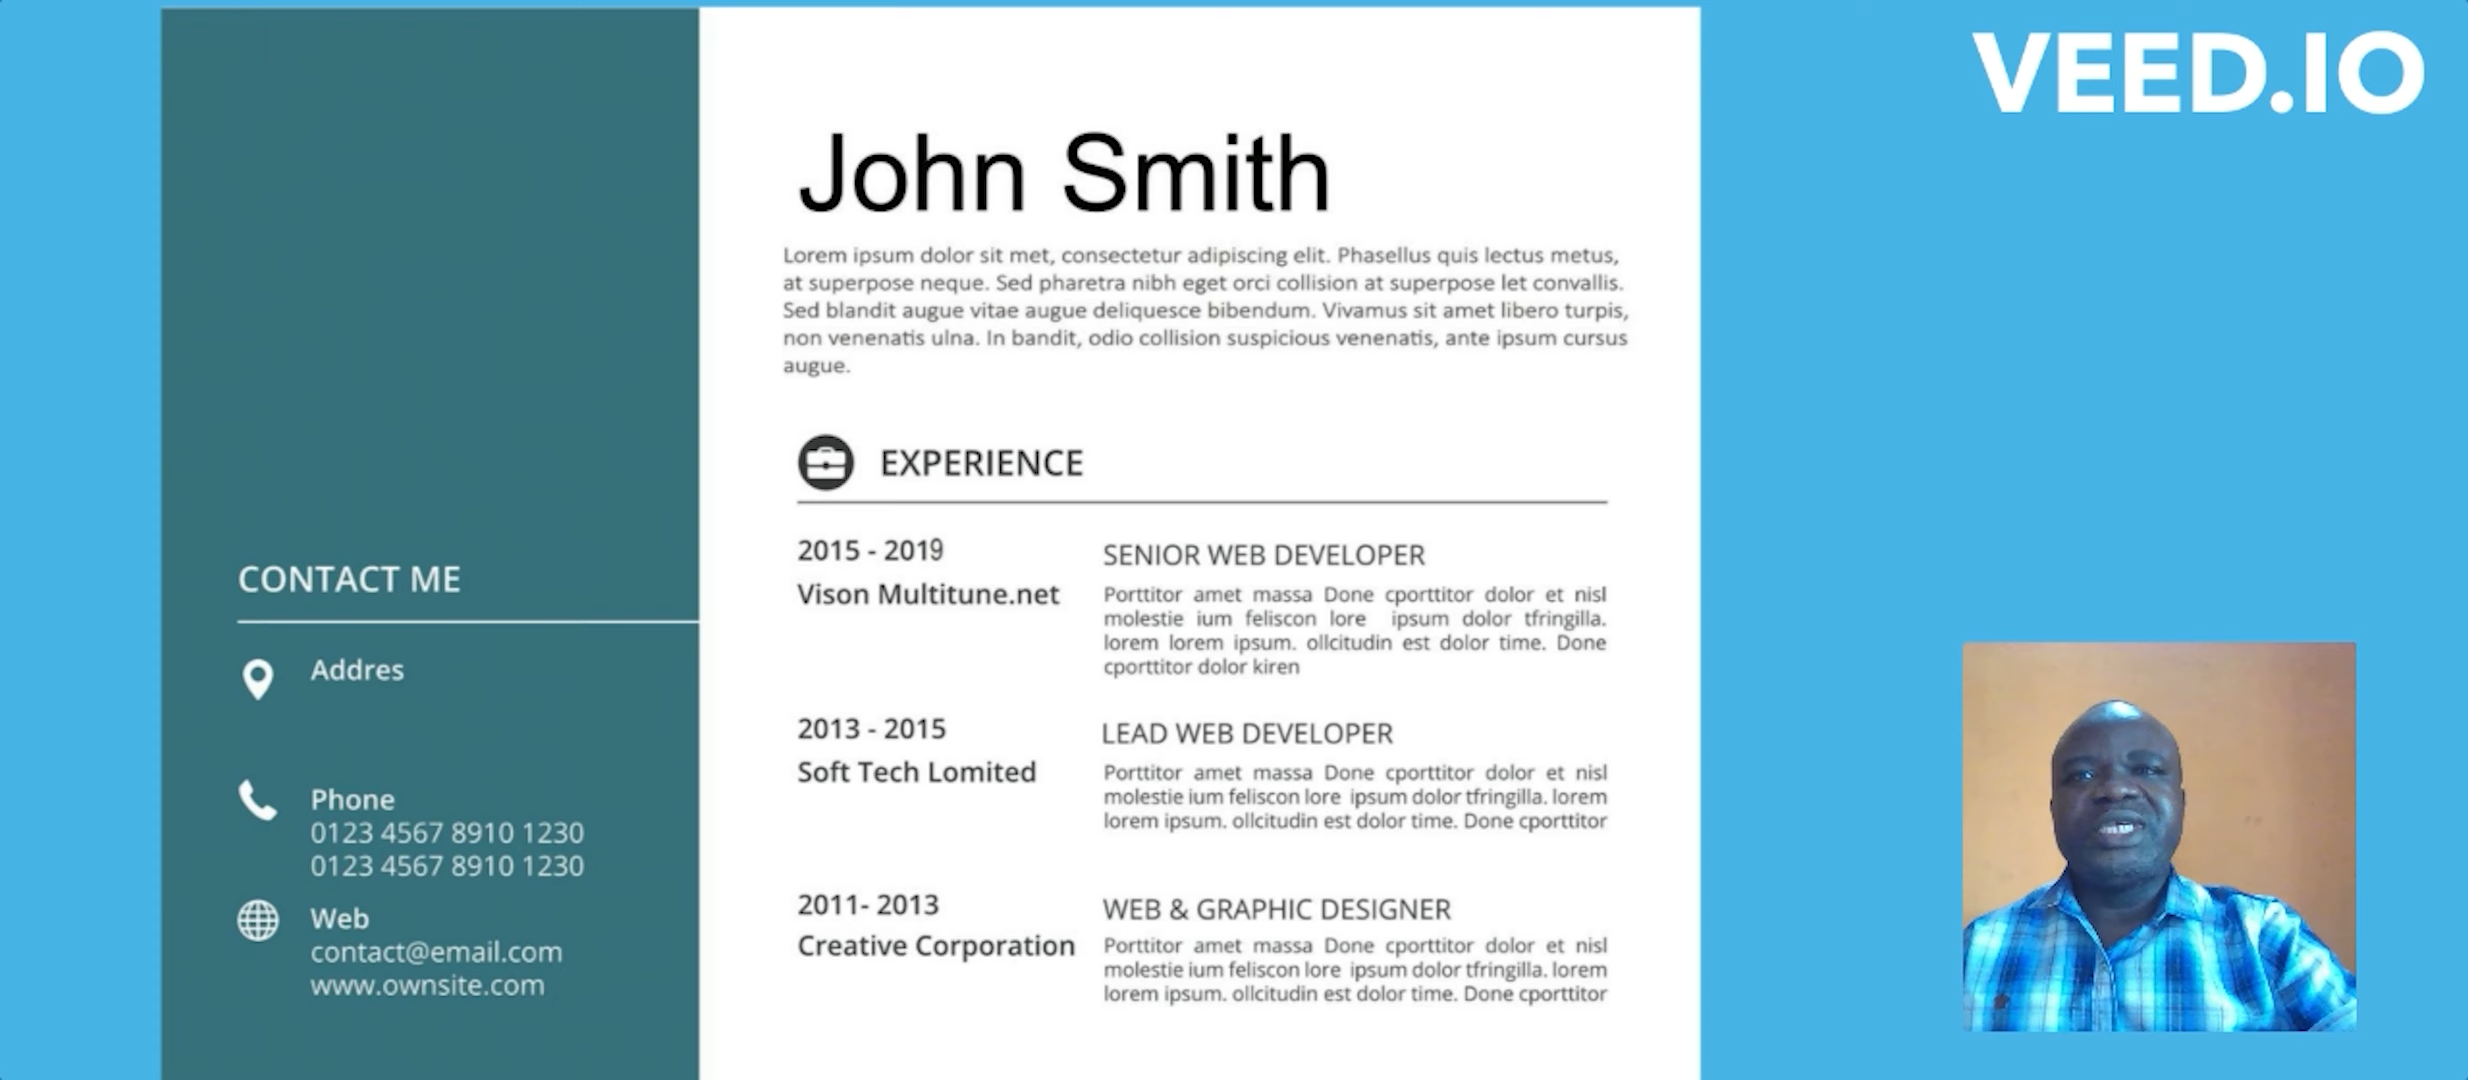 VEED.IO
John Smith
Lorem ipsum dolor sit met, consectetur adipiscing elit. Phasellus quis lectus metus,
at superpose neque. Sed pharetra nibh eget orci collision at superpose let convallis.
Sed blandit augue vitae augue deliquesce bibendum. Vivamus sit amet libero turpis,
non venenatis ulna. In bandit, odio collision suspicious venenatis, ante ipsum cursus
augue.
EXPERIENCE
2015 - 2019
Vison Multitune.net
SENIOR WEB DEVELOPER
Porttitor amet massa Done cporttitor dolor et nisl
molestie ium feliscon lore ipsum dolor tfringilla.
lorem lorem ipsum. ollcitudin est dolor time. Done
cporttitor dolor kiren
2013 - 2015
Soft Tech Lomited
LEAD WEB DEVELOPER
Porttitor amet massa Done cporttitor dolor et nisl
molestie ium feliscon lore ipsum dolor tfringilla. lorem
lorem ipsum. ollcitudin est dolor time. Done cporttitor
2011- 2013
Creative Corporation
WEB & GRAPHIC DESIGNER
Porttitor amet massa Done cporttitor dolor et nisl
molestie ium feliscon lore ipsum dolor tfringilla. lorem
lorem ipsum. ollcitudin est dolor time. Done cporttitor
CONTACT ME
Addres
Phone
0123 4567 8910 1230
0123 4567 8910 1230
Web
contact@email.com
www.ownsite.com